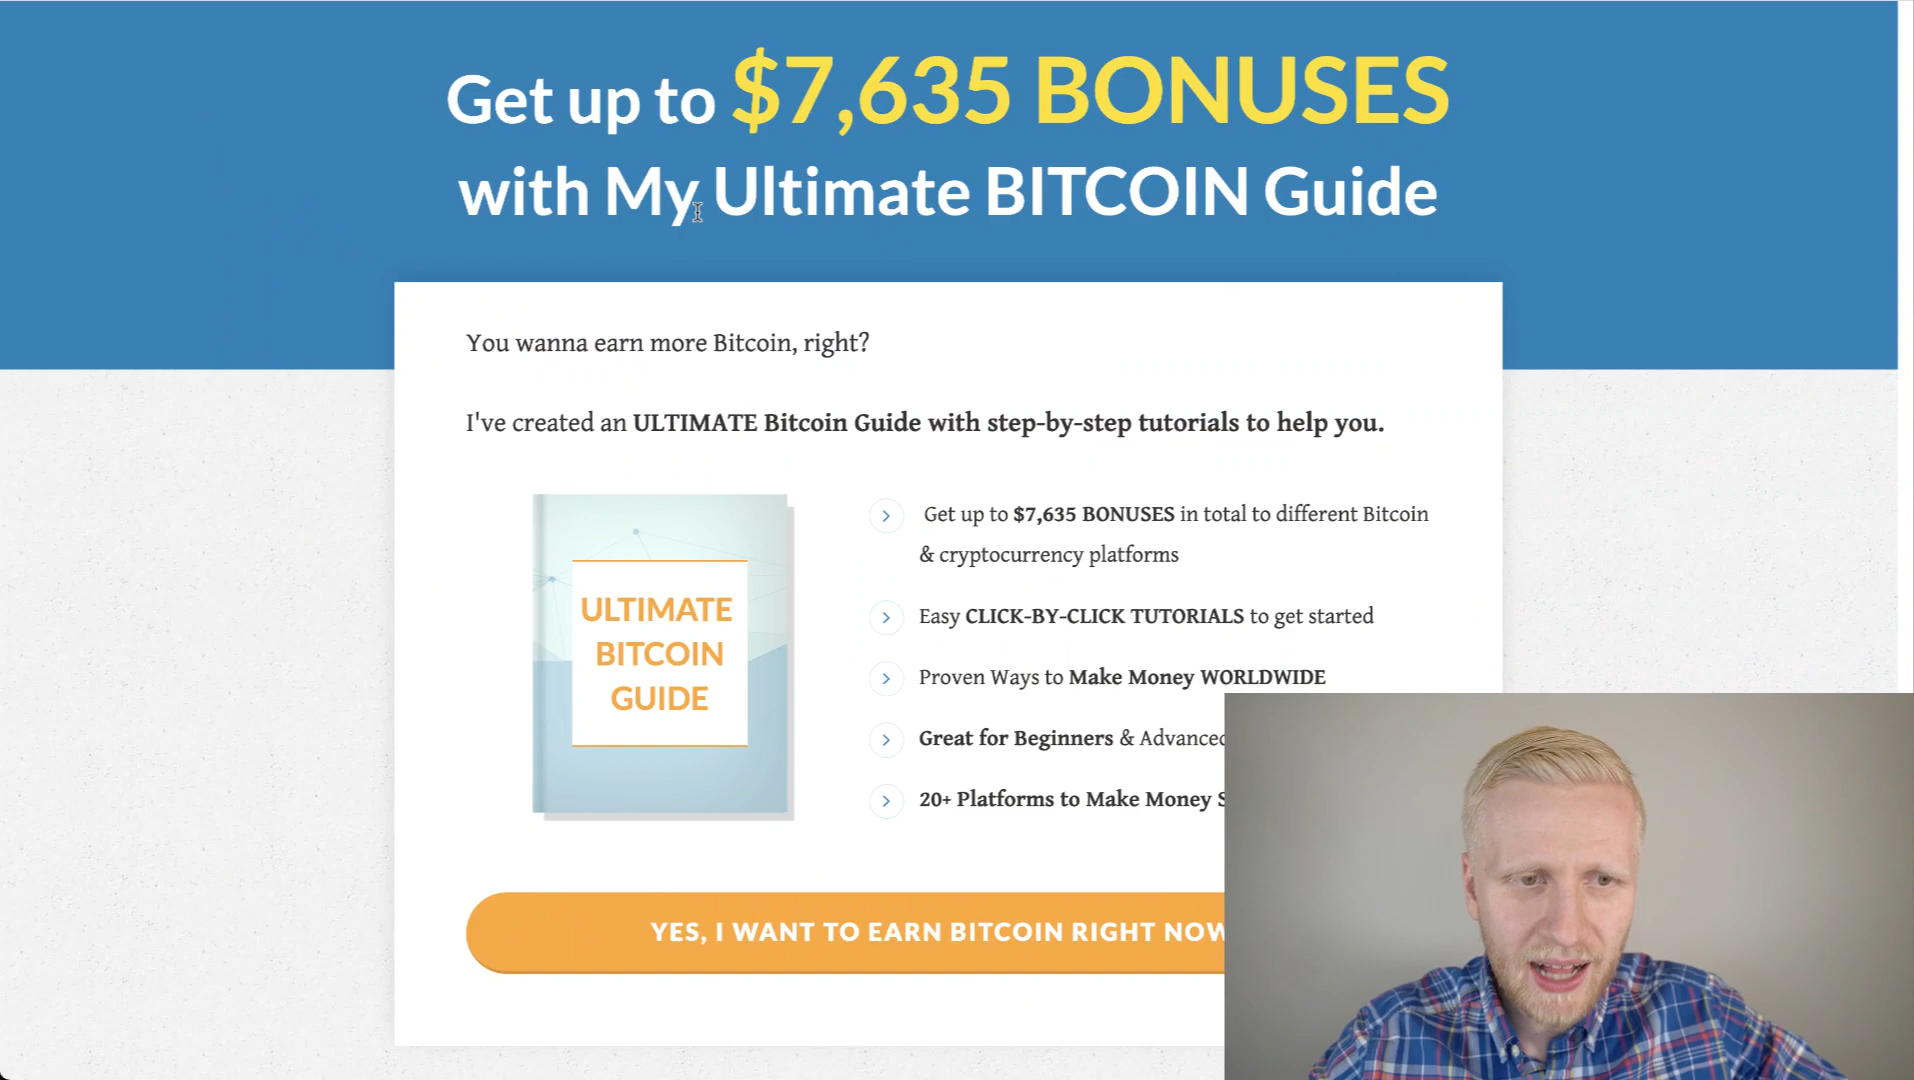 Get up to $7,635 BONUSES
with My Ultimate BITCOIN Guide
You wanna earn more Bitcoin, right?
I've created an ULTIMATE Bitcoin Guide with step-by-step tutorials to help you.
ULTIMATE
BITCOIN
GUIDE
Get up to $7,635 BONUSES in total to different Bitcoin
& cryptocurrency platforms
Easy CLICK-BY-CLICK TUTORIALS to get started
Proven Ways to Make Money WORLDWIDE
Great for Beginners & Advanced
20+ Platforms to Make Money
YES, I WANT TO EARN BITCOIN RIGHT NOW